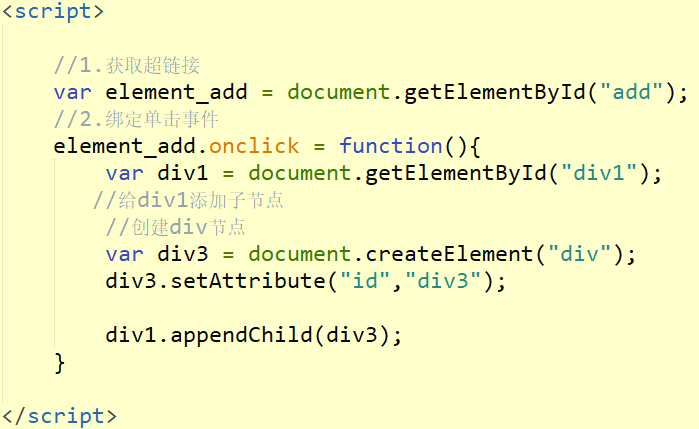 <script>
//1.获取超链接
var element_add = document.getElementById("add");
//2.绑定单击事件
element_add.onclick = function(){
var div1 = document.getElementById("div1");
//给div1添加子节点
//创建div节点
var div3 = document.createElement("div");
div3.setAttribute("id","div3");
div1.appendChild(div3);
}
</script>